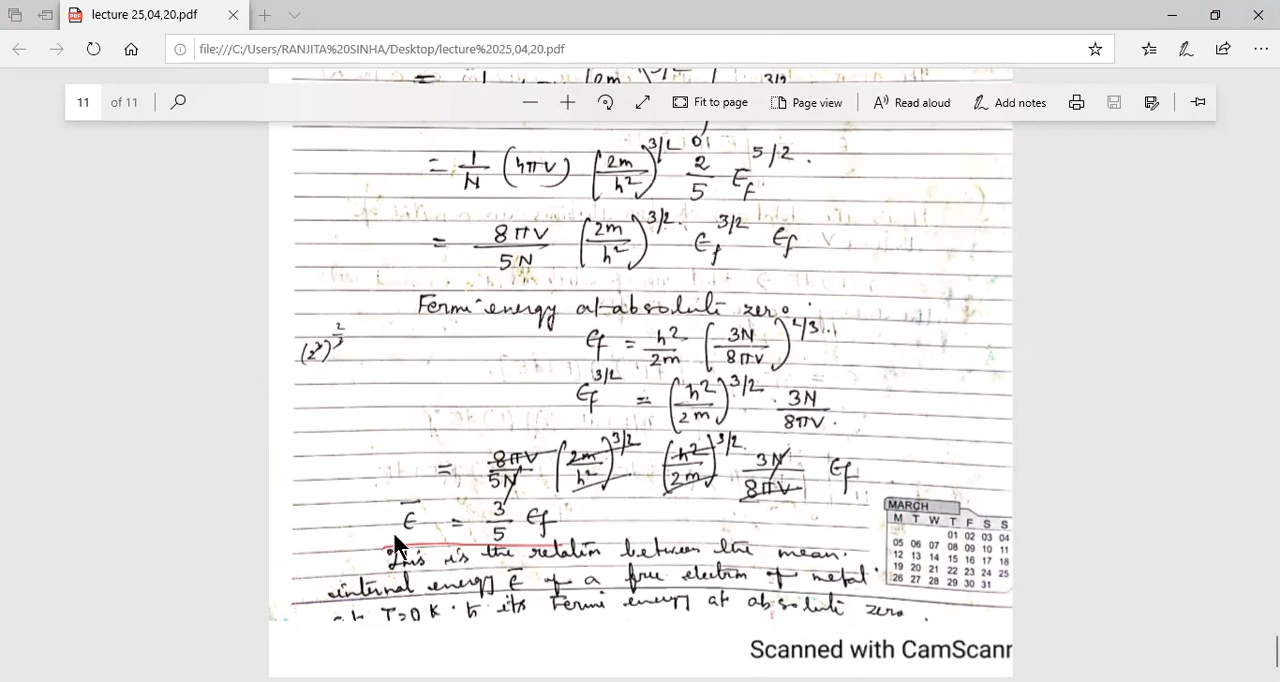 lecture 25,04,20.pdf
file:///C:/Users/RANJITA%20SINHA/Desktop/lecture%2025,04,20.pdf
11 of 11 Fit to page Page view Read aloud Add notes
= 1/N (4πV) (2m/h²)^3/2 2/5 ϵf^5/2.
= 8πV/5N (2m/h²)^3/2 ϵf^3/2 ϵf
Fermi energy at absolute zero.
ϵf = h²/2m (3N/8πV)^2/3.
ϵf^3/2 = (h²/2m)^3/2 . 3N/8πV.
= 8πV/5N (2m/h²)^3/2 (h²/2m)^3/2 3N/8πV ϵf
ϵ̄ = 3/5 ϵf
This is the relation between the mean
internal energy ϵ̄ of a free electron of metal
at T=0K. to its Fermi energy at absolute zero.
MARCH
M T W T F S S
01 02 03 04
05 06 07 08 09 10 11
12 13 14 15 16 17 18
19 20 21 22 23 24 25
26 27 28 29 30 31
Scanned with CamScann